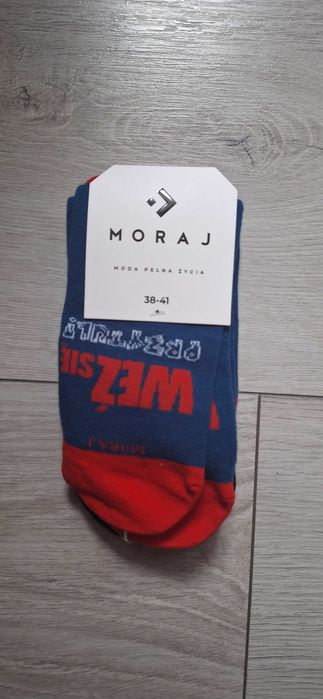 MORAJ
MODA PEŁNA ŻYCIA
38-41
WEŹ SIĘ
PRZYTUL
MORAJ